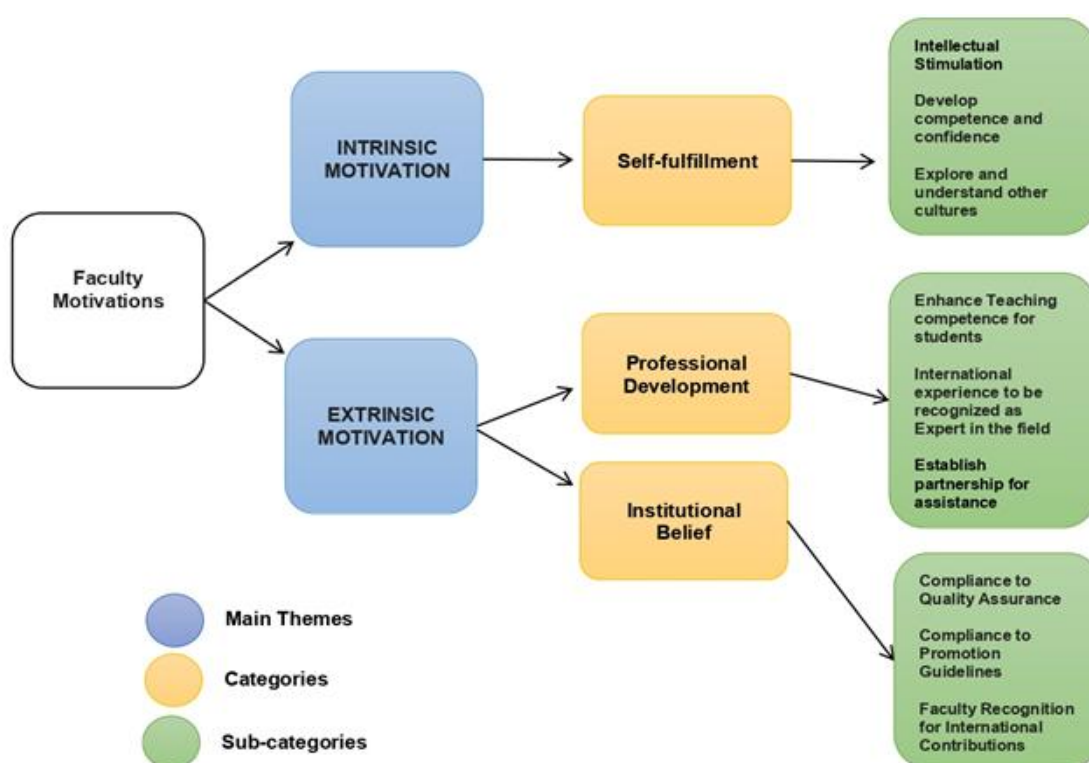 Faculty
Motivations
INTRINSIC
MOTIVATION
Self-fulfillment
Intellectual
Stimulation
Develop
competence and
confidence
Explore and
understand other
cultures
EXTRINSIC
MOTIVATION
Professional
Development
Enhance Teaching
competence for
students
International
experience to be
recognized as
Expert in the field
Establish
partnership for
assistance
Institutional
Belief
Compliance to
Quality Assurance
Compliance to
Promotion
Guidelines
Faculty Recognition
for International
Contributions
Main Themes
Categories
Sub-categories